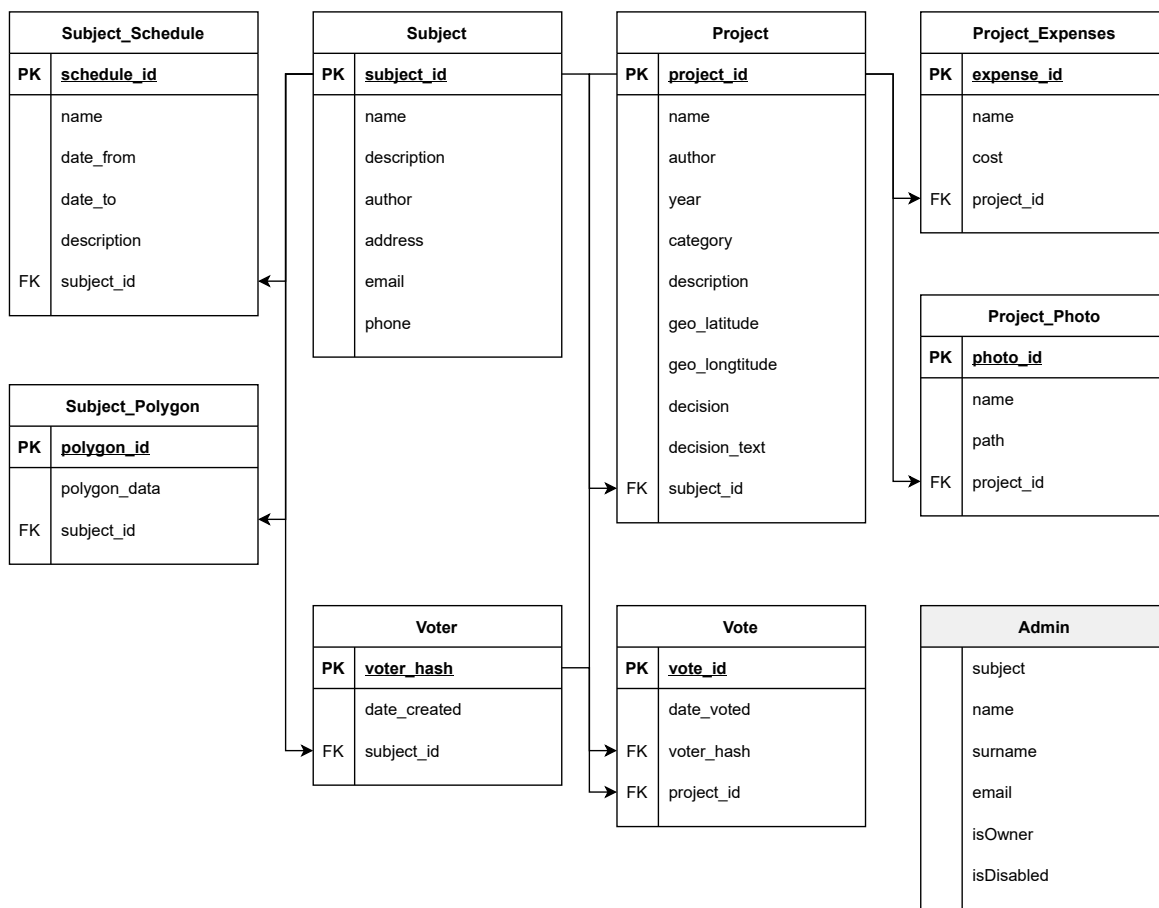 Subject_Schedule
PK schedule_id
name
date_from
date_to
description
FK subject_id
Subject
PK subject_id
name
description
author
address
email
phone
Project
PK project_id
name
author
year
category
description
geo_latitude
geo_longtitude
decision
decision_text
FK subject_id
Project_Expenses
PK expense_id
name
cost
FK project_id
Project_Photo
PK photo_id
name
path
FK project_id
Subject_Polygon
PK polygon_id
polygon_data
FK subject_id
Voter
PK voter_hash
date_created
FK subject_id
Vote
PK vote_id
date_voted
FK voter_hash
FK project_id
Admin
subject
name
surname
email
isOwner
isDisabled